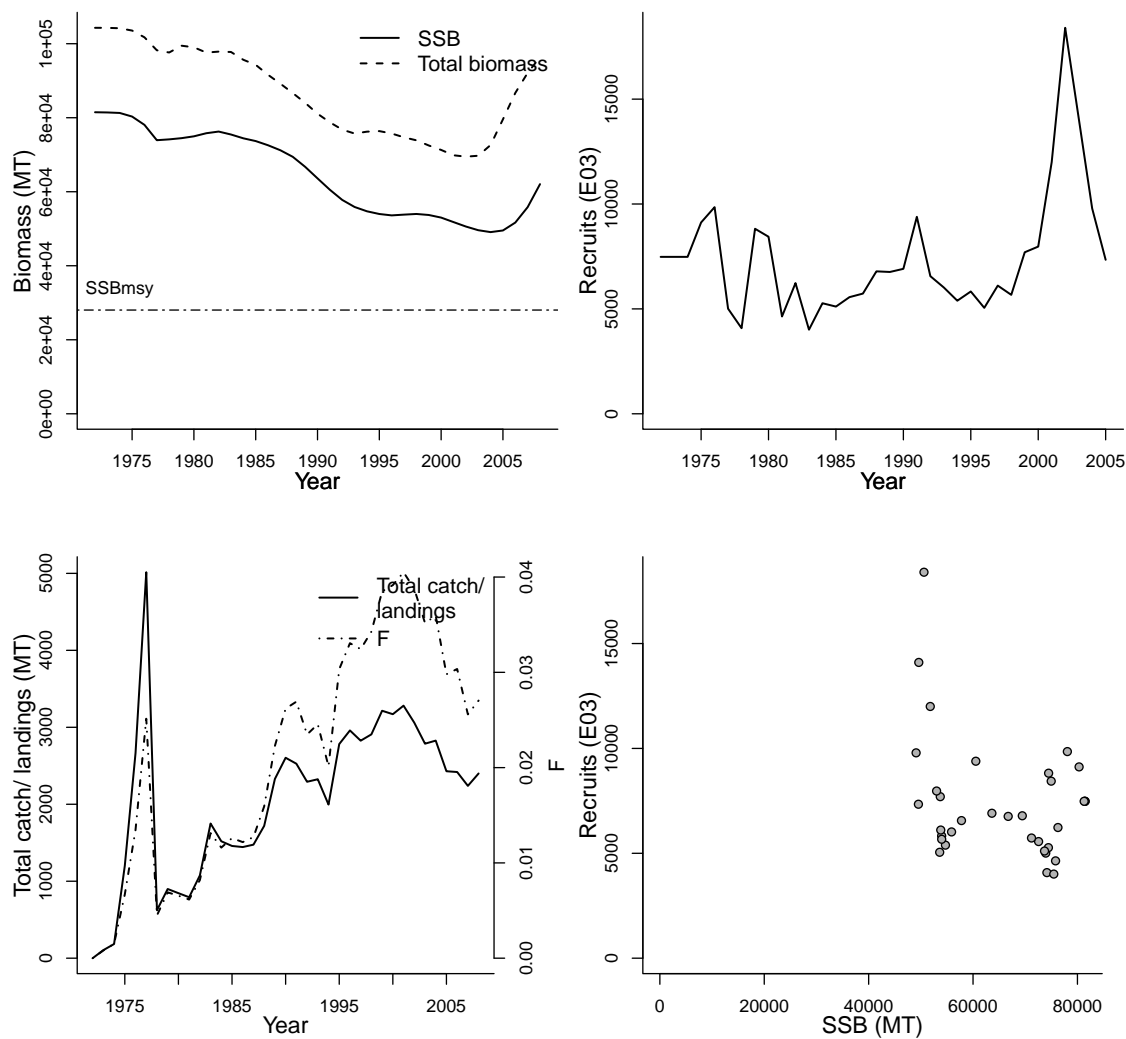 SSB
Total biomass
SSBmsy
Biomass (MT)
0e+00 2e+04 4e+04 6e+04 8e+04 1e+05
1975 1980 1985 1990 1995 2000 2005
Year
Recruits (E03)
0 5000 10000 15000
1975 1980 1985 1990 1995 2000 2005
Year
Total catch/
landings
F
Total catch/ landings (MT)
0 1000 2000 3000 4000 5000
0.00 0.01 0.02 0.03 0.04
F
1975 1985 1995 2005
Year
Recruits (E03)
0 5000 10000 15000
0 20000 40000 60000 80000
SSB (MT)